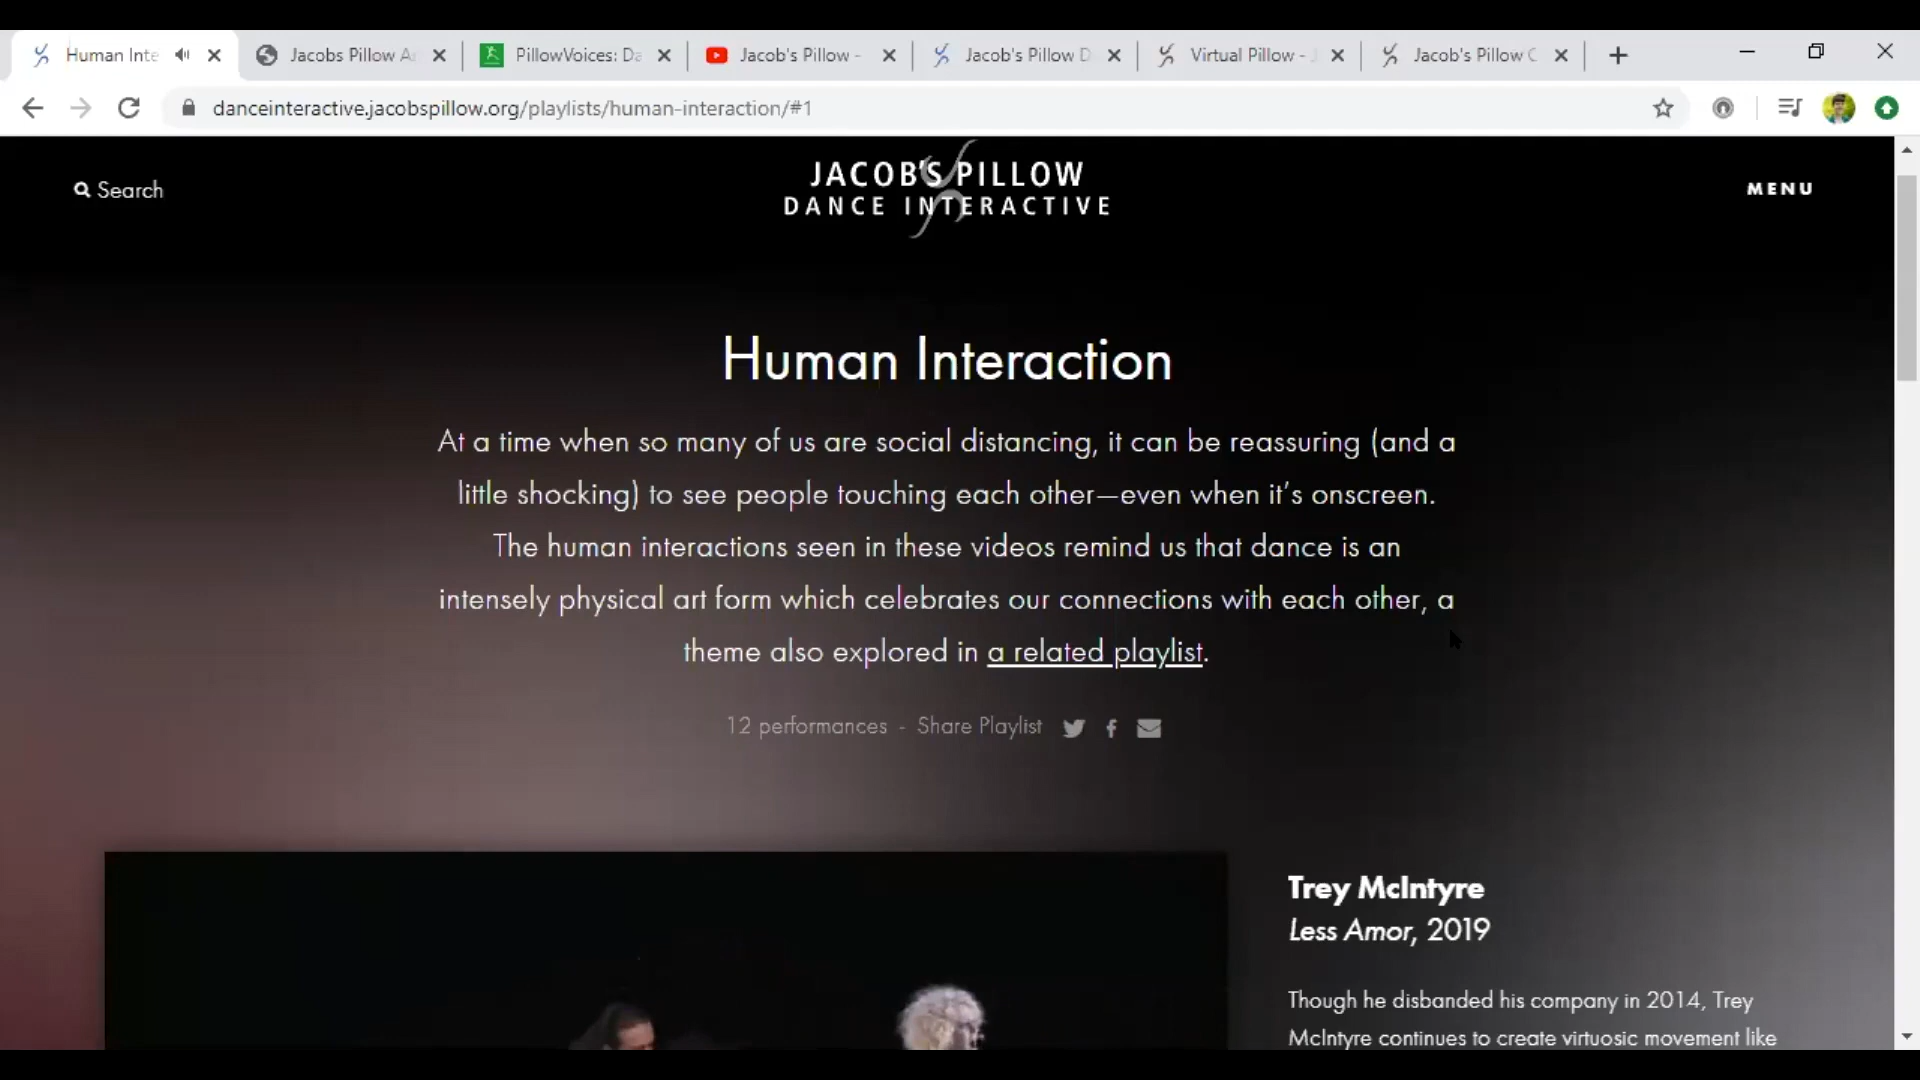 Human Inte
Jacobs Pillow A
PillowVoices: Da
Jacob's Pillow -
Jacob's Pillow D
Virtual Pillow - J
Jacob's Pillow C
danceinteractive.jacobspillow.org/playlists/human-interaction/#1
Search
JACOB'S PILLOW
DANCE INTERACTIVE
MENU
Human Interaction
At a time when so many of us are social distancing, it can be reassuring (and a
little shocking) to see people touching each other—even when it's onscreen.
The human interactions seen in these videos remind us that dance is an
intensely physical art form which celebrates our connections with each other, a
theme also explored in a related playlist.
12 performances - Share Playlist
Trey McIntyre
Less Amor, 2019
Though he disbanded his company in 2014, Trey
McIntyre continues to create virtuosic movement like